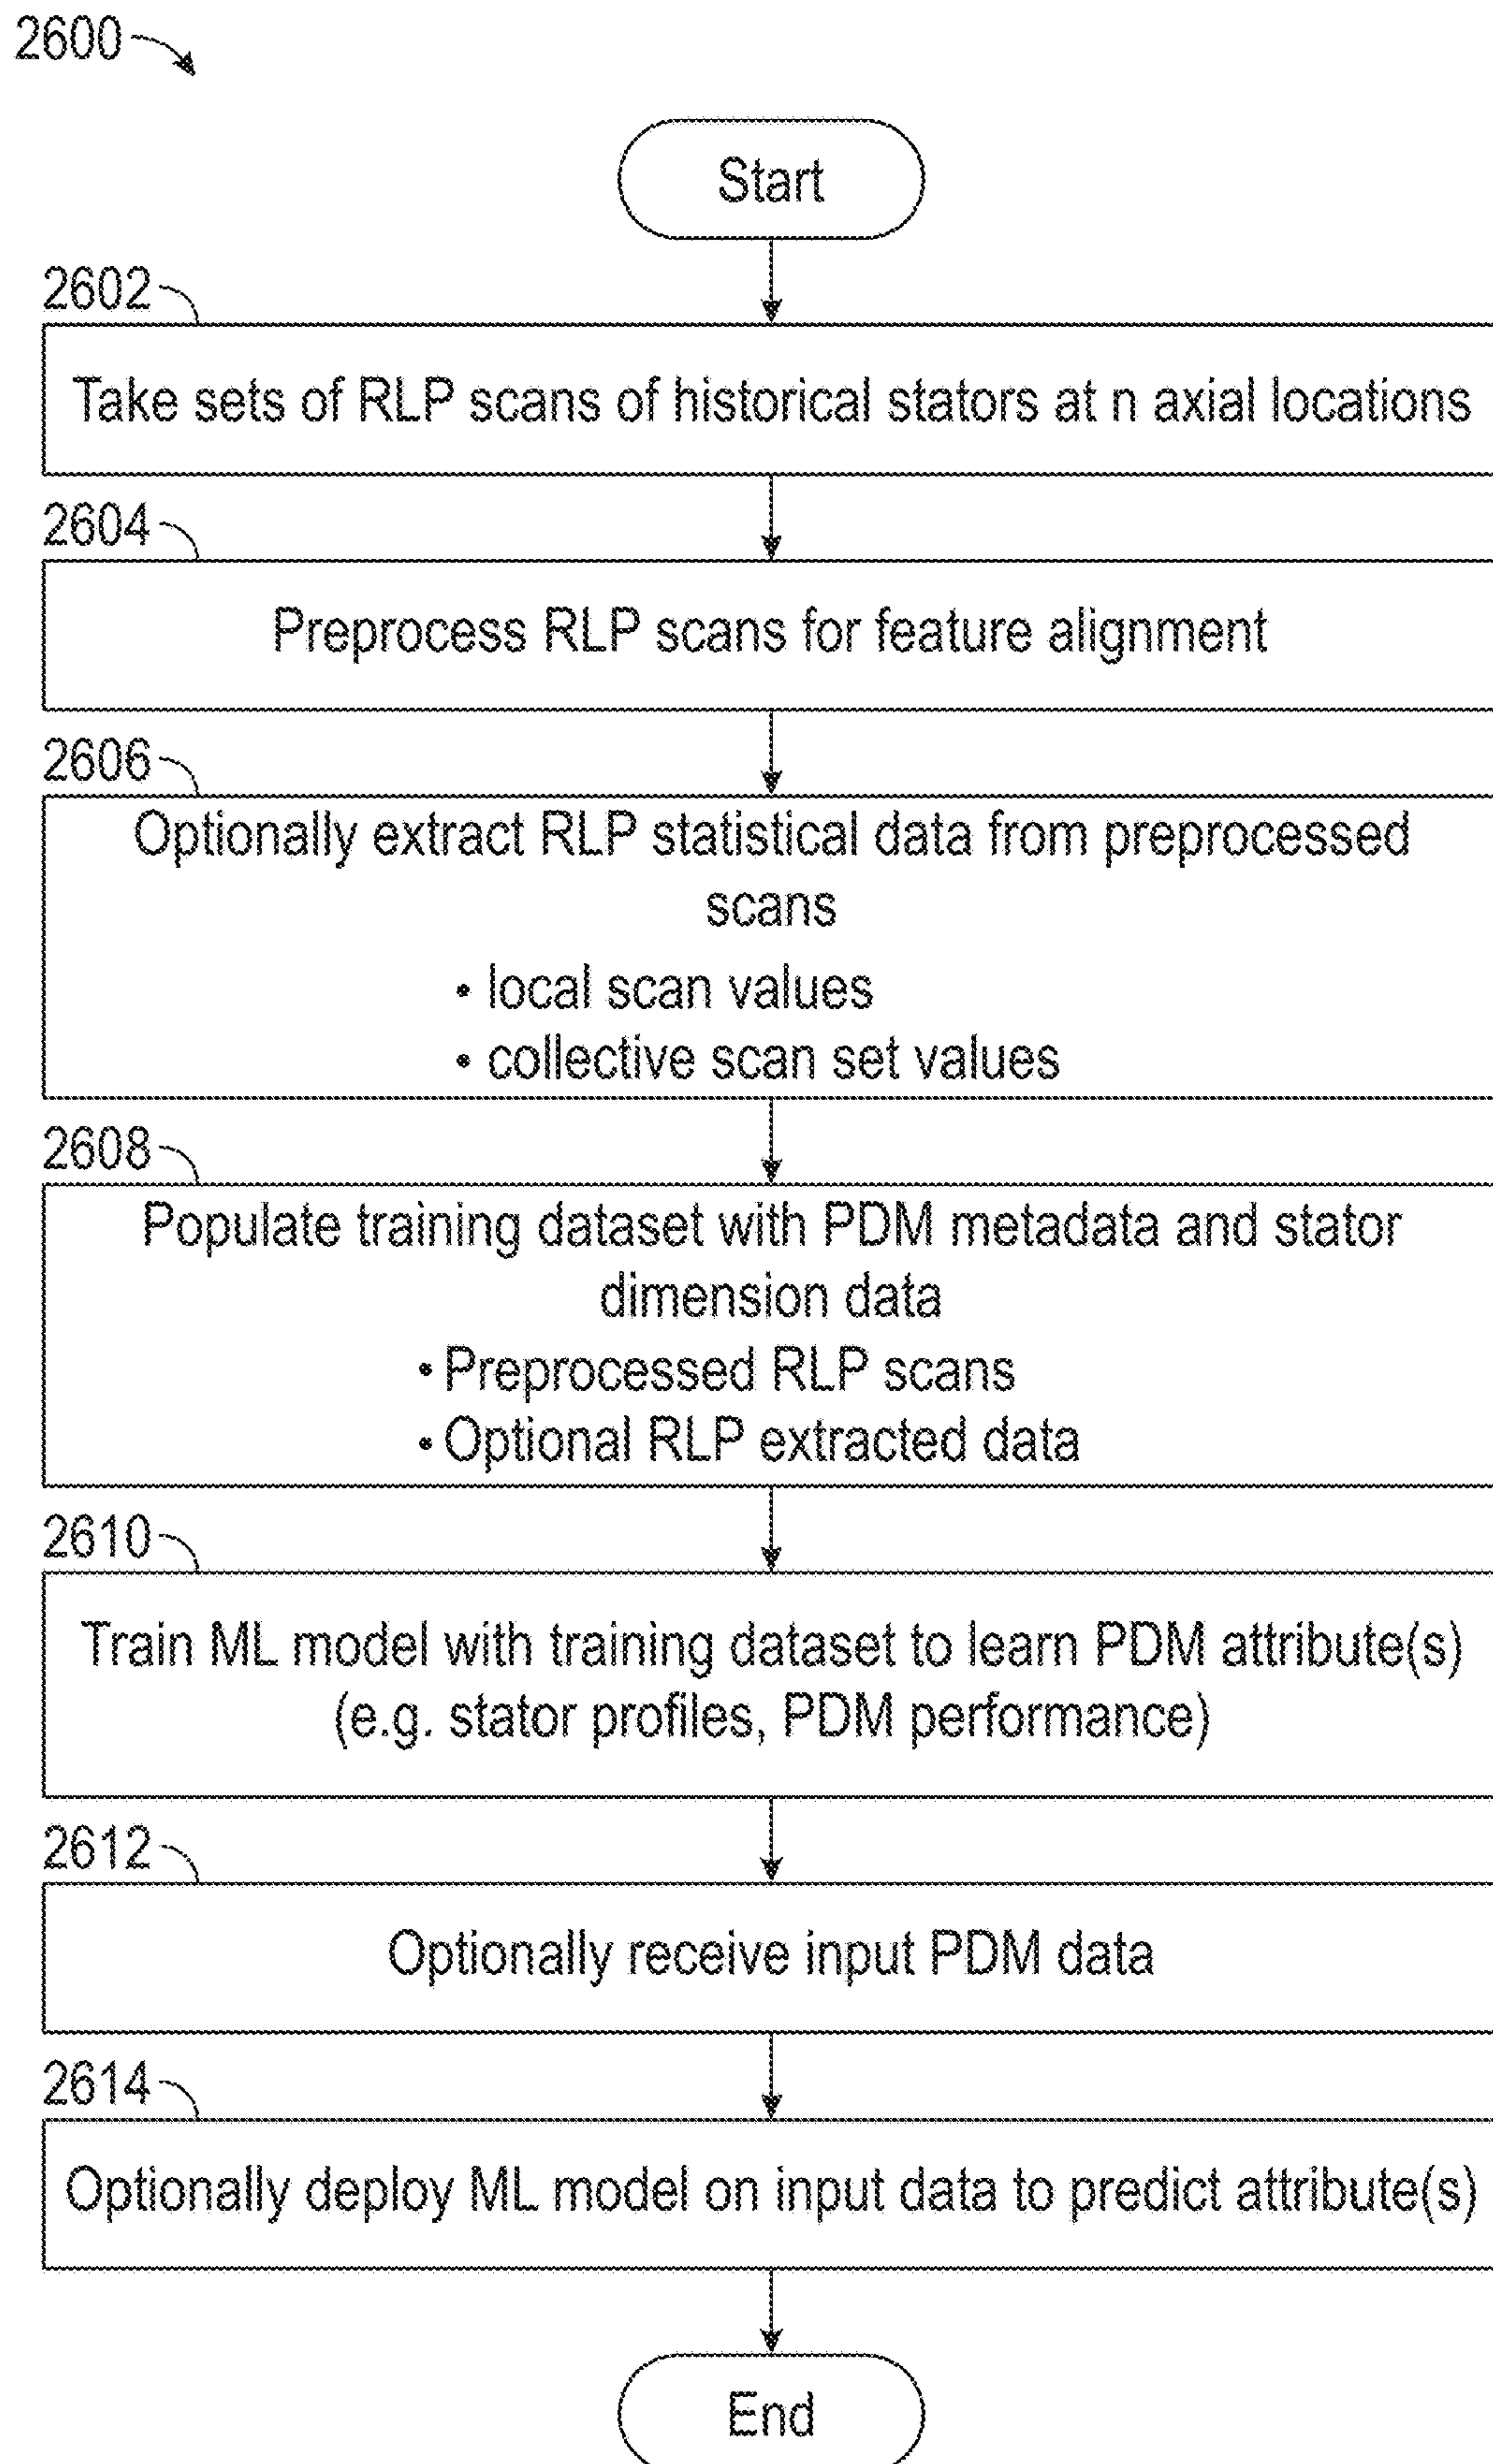 2600
Start
2602
Take sets of RLP scans of historical stators at n axial locations
2604
Preprocess RLP scans for feature alignment
2606
Optionally extract RLP statistical data from preprocessed
scans
• local scan values
• collective scan set values
2608
Populate training dataset with PDM metadata and stator
dimension data
• Preprocessed RLP scans
• Optional RLP extracted data
2610
Train ML model with training dataset to learn PDM attribute(s)
(e.g. stator profiles, PDM performance)
2612
Optionally receive input PDM data
2614
Optionally deploy ML model on input data to predict attribute(s)
End